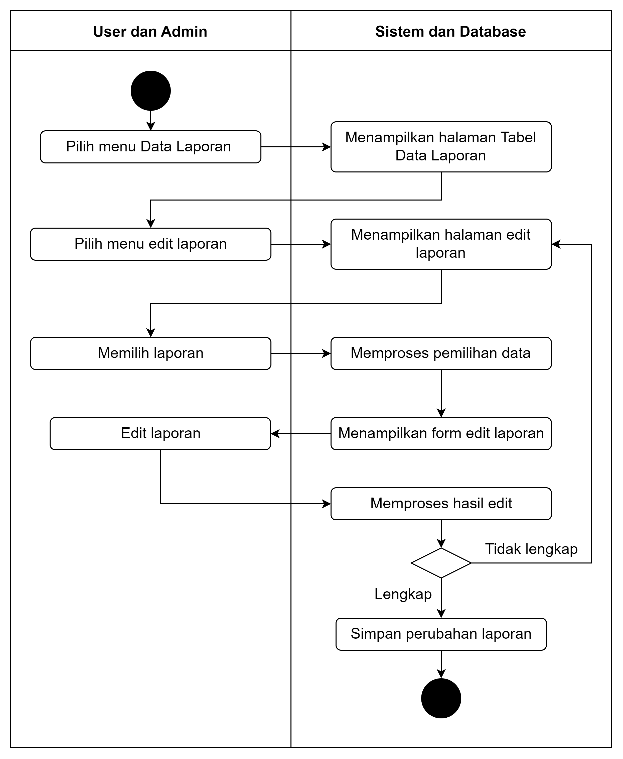 User dan Admin
Sistem dan Database
Pilih menu Data Laporan
Menampilkan halaman Tabel
Data Laporan
Pilih menu edit laporan
Menampilkan halaman edit
laporan
Memilih laporan
Memproses pemilihan data
Edit laporan
Menampilkan form edit laporan
Memproses hasil edit
Tidak lengkap
Lengkap
Simpan perubahan laporan